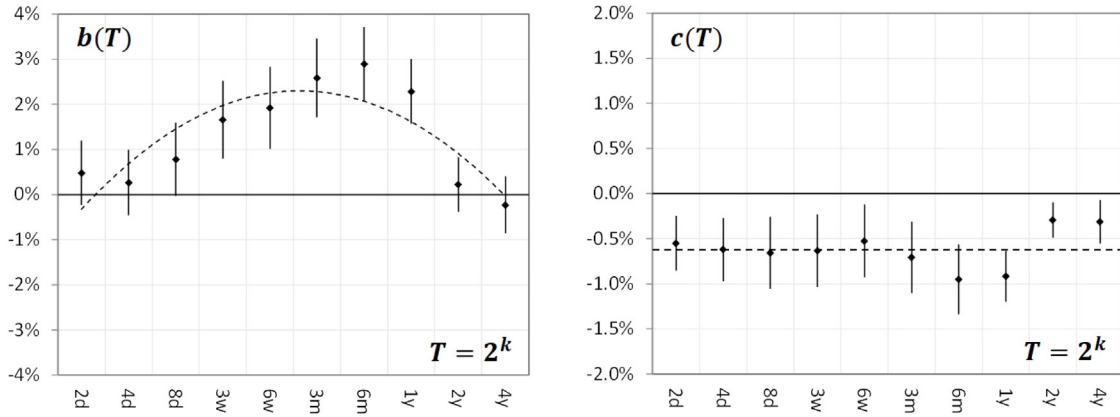 b(T)
4%
3%
2%
1%
0%
-1%
-2%
-3%
-4%
T = 2^k
2d
4d
8d
3w
6w
3m
6m
1y
2y
4y
c(T)
2.0%
1.5%
1.0%
0.5%
0.0%
-0.5%
-1.0%
-1.5%
-2.0%
T = 2^k
2d
4d
8d
3w
6w
3m
6m
1y
2y
4y